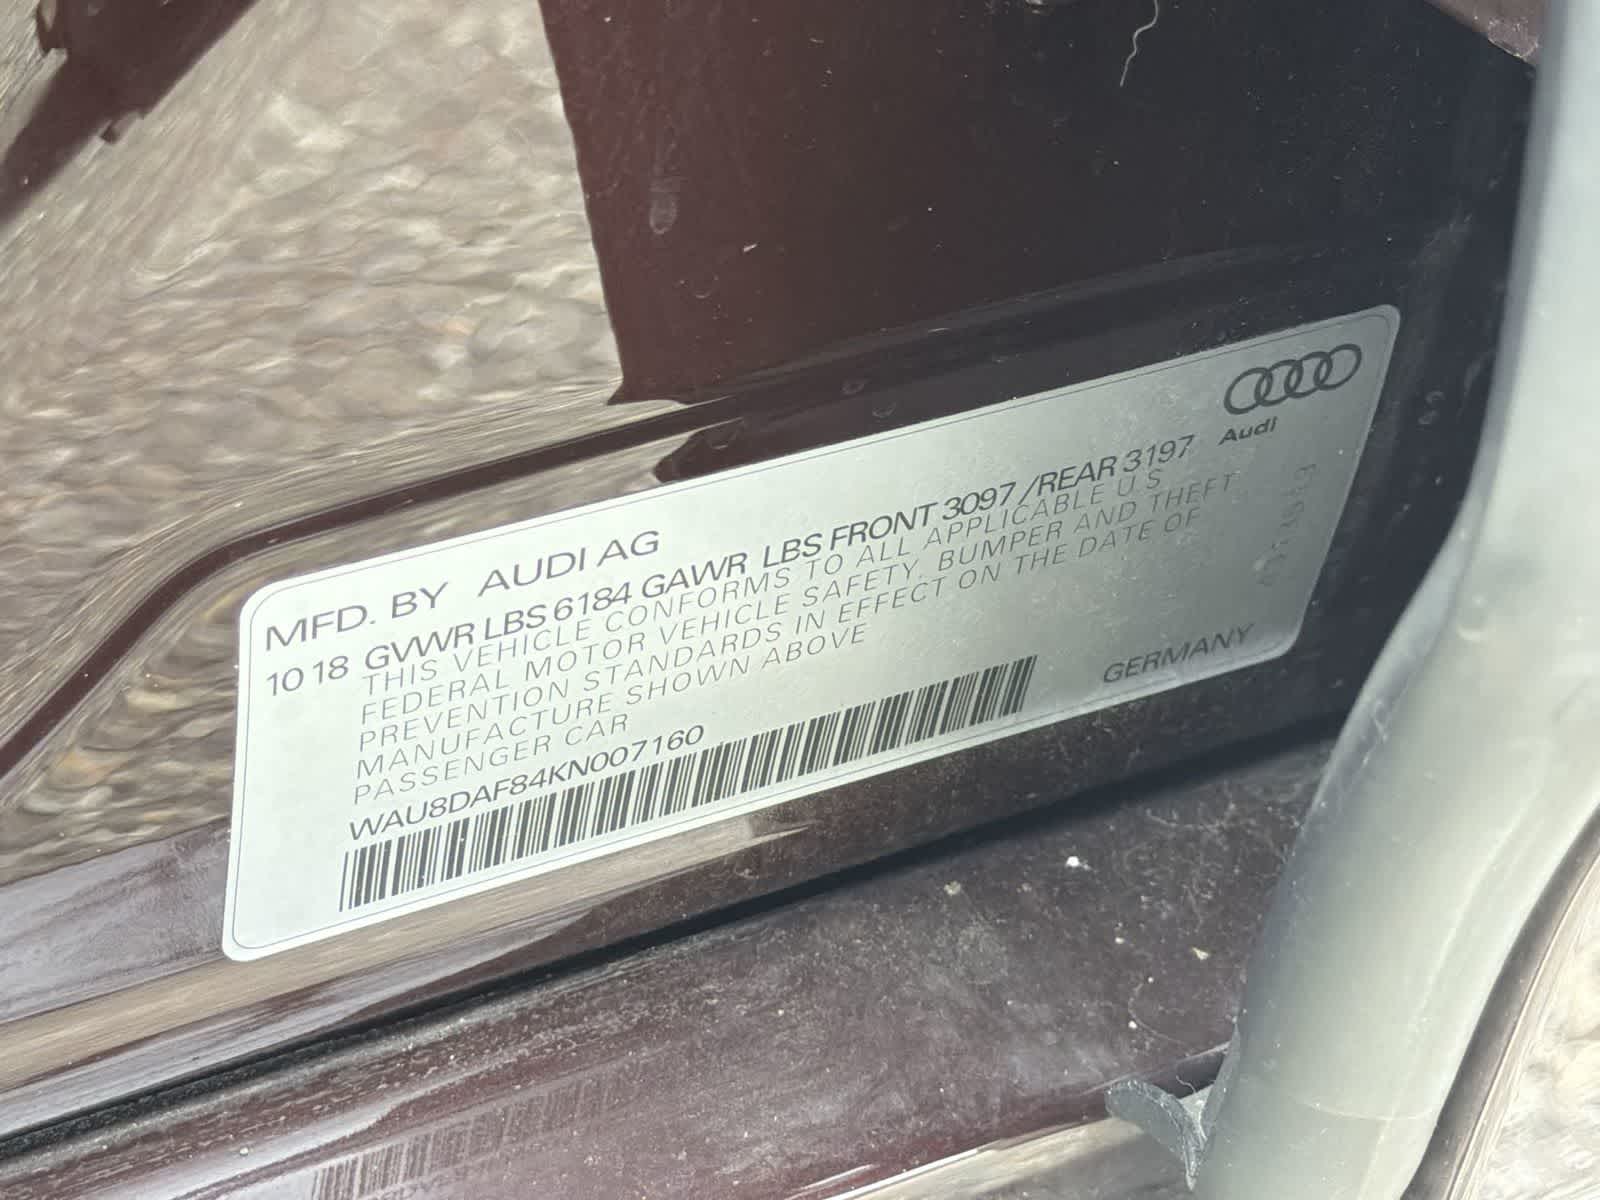 Audi
MFD. BY AUDI AG
10 18 GVWR LBS 6184 GAWR LBS FRONT 3097 /REAR 3197
THIS VEHICLE CONFORMS TO ALL APPLICABLE U S
FEDERAL MOTOR VEHICLE SAFETY, BUMPER AND THEFT
PREVENTION STANDARDS IN EFFECT ON THE DATE OF
MANUFACTURE SHOWN ABOVE
PASSENGER CAR
GERMANY
WAU8DAF84KN007160